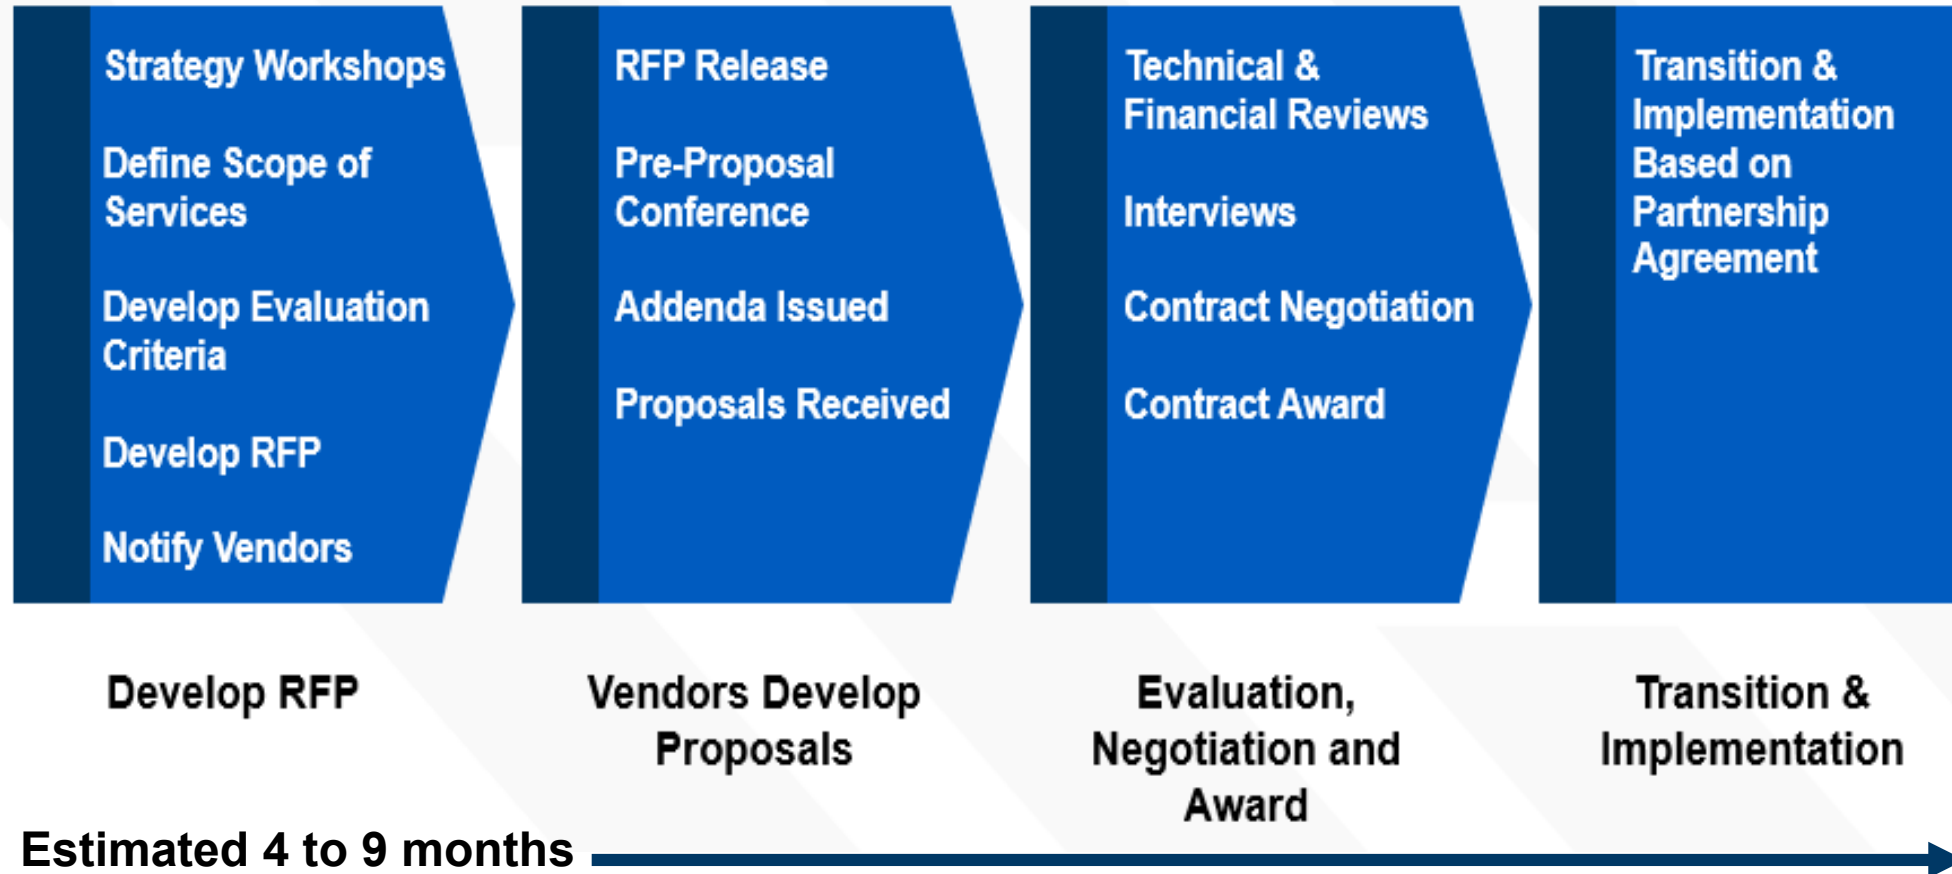 Strategy Workshops
Define Scope of
Services
Develop Evaluation
Criteria
Develop RFP
Notify Vendors
RFP Release
Pre-Proposal
Conference
Addenda Issued
Proposals Received
Technical &
Financial Reviews
Interviews
Contract Negotiation
Contract Award
Transition &
Implementation
Based on
Partnership
Agreement
Develop RFP
Vendors Develop
Proposals
Evaluation,
Negotiation and
Award
Transition &
Implementation
Estimated 4 to 9 months